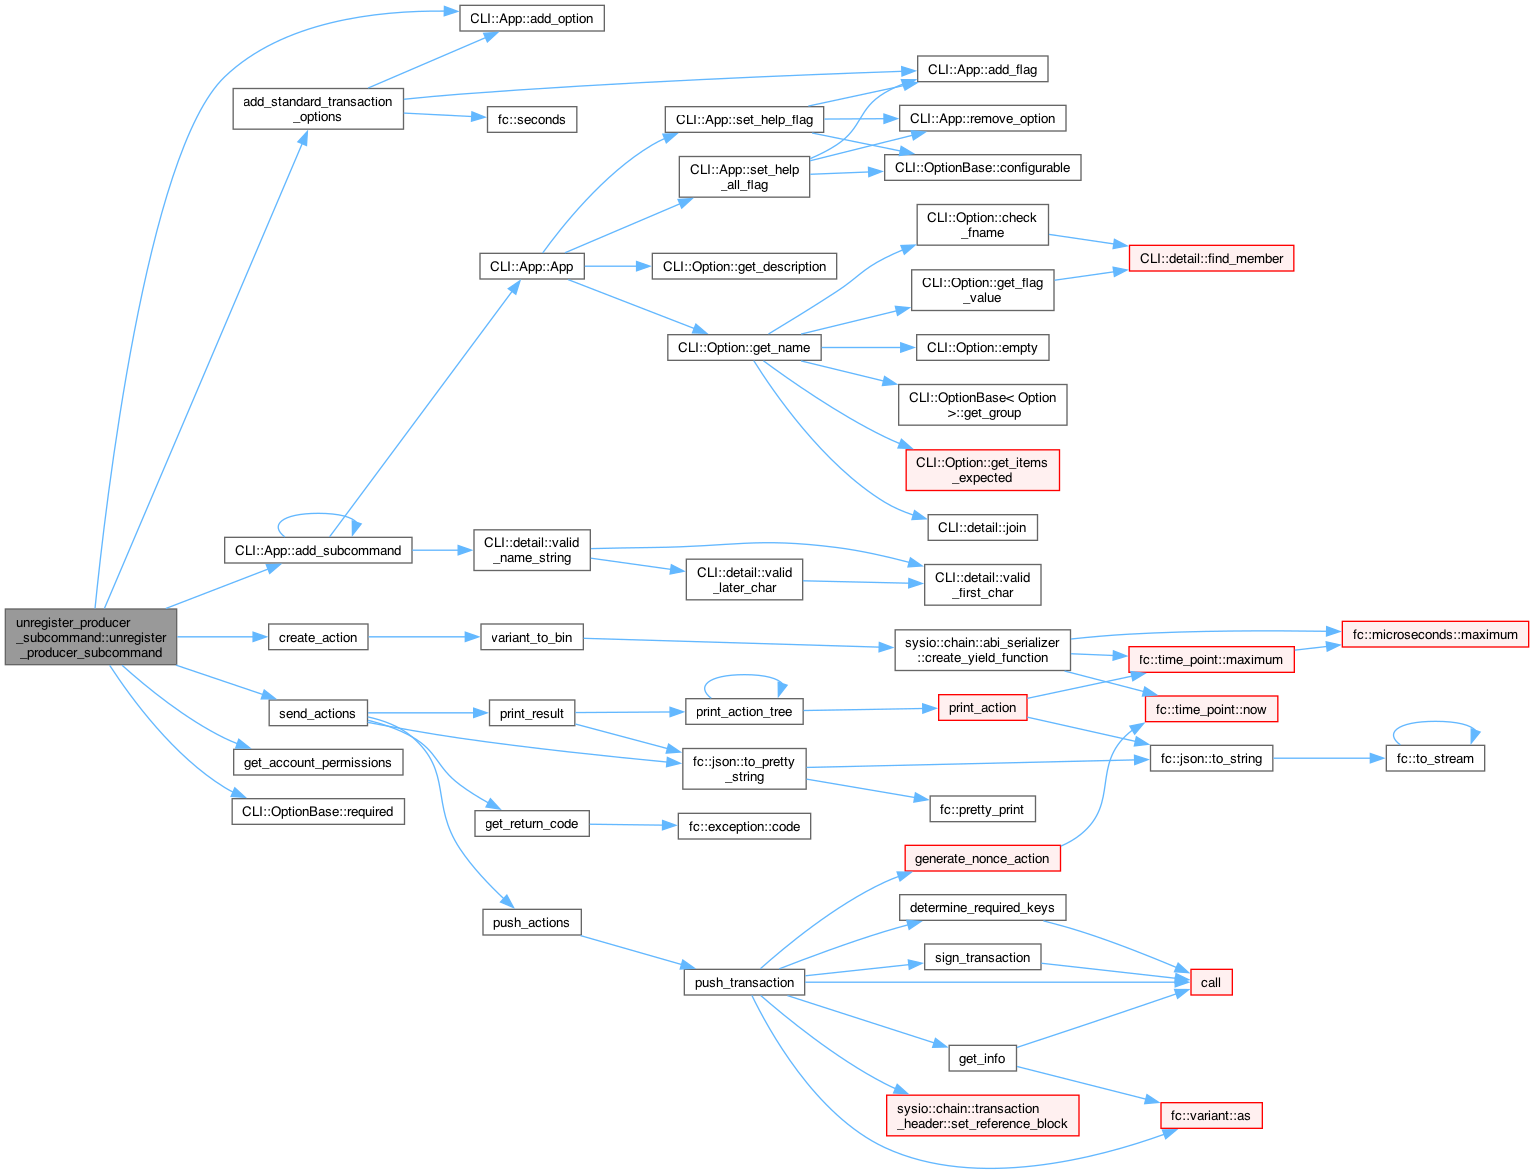 CLI::App::add_option
add_standard_transaction
_options
fc::seconds
CLI::App::add_flag
CLI::App::set_help_flag
CLI::App::remove_option
CLI::App::set_help
_all_flag
CLI::OptionBase::configurable
CLI::App::App
CLI::Option::get_description
CLI::Option::check
_fname
CLI::detail::find_member
CLI::Option::get_flag
_value
CLI::Option::get_name
CLI::Option::empty
CLI::OptionBase< Option
>::get_group
CLI::Option::get_items
_expected
CLI::detail::join
CLI::App::add_subcommand
CLI::detail::valid
_name_string
CLI::detail::valid
_later_char
CLI::detail::valid
_first_char
unregister_producer
_subcommand::unregister
_producer_subcommand
create_action
variant_to_bin
sysio::chain::abi_serializer
::create_yield_function
fc::microseconds::maximum
fc::time_point::maximum
fc::time_point::now
send_actions
print_result
print_action_tree
print_action
get_account_permissions
fc::json::to_pretty
_string
fc::json::to_string
fc::to_stream
CLI::OptionBase::required
get_return_code
fc::exception::code
fc::pretty_print
generate_nonce_action
push_actions
determine_required_keys
sign_transaction
push_transaction
call
get_info
sysio::chain::transaction
_header::set_reference_block
fc::variant::as